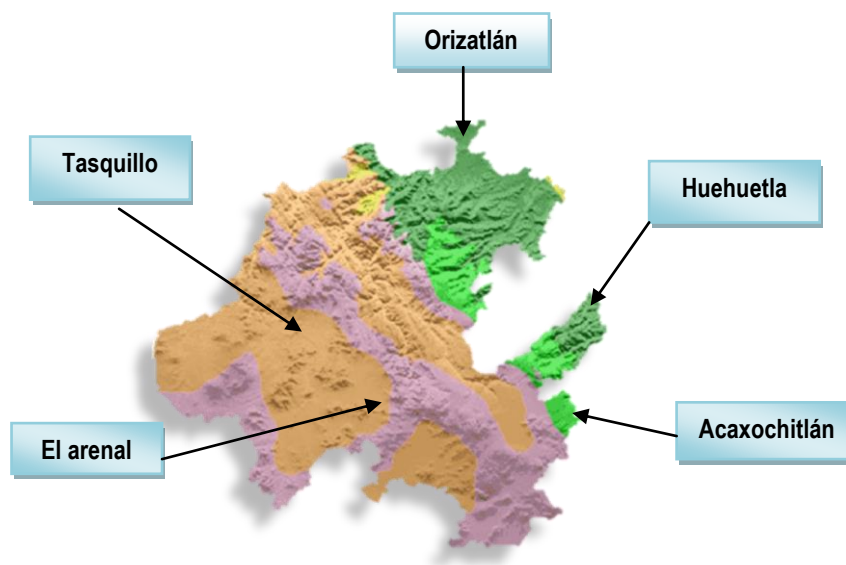 Orizatlán
Tasquillo
Huehuetla
El arenal
Acaxochitlán